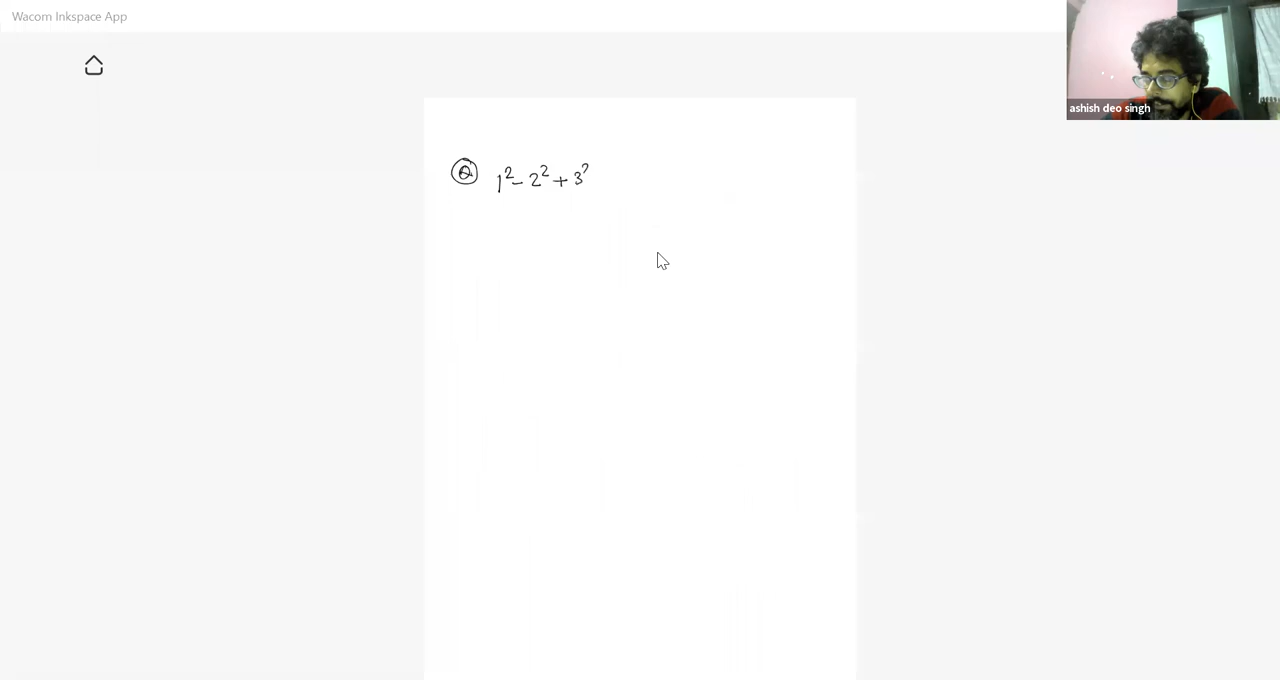 Wacom Inkspace App
ashish deo singh
Q 1² - 2² + 3²